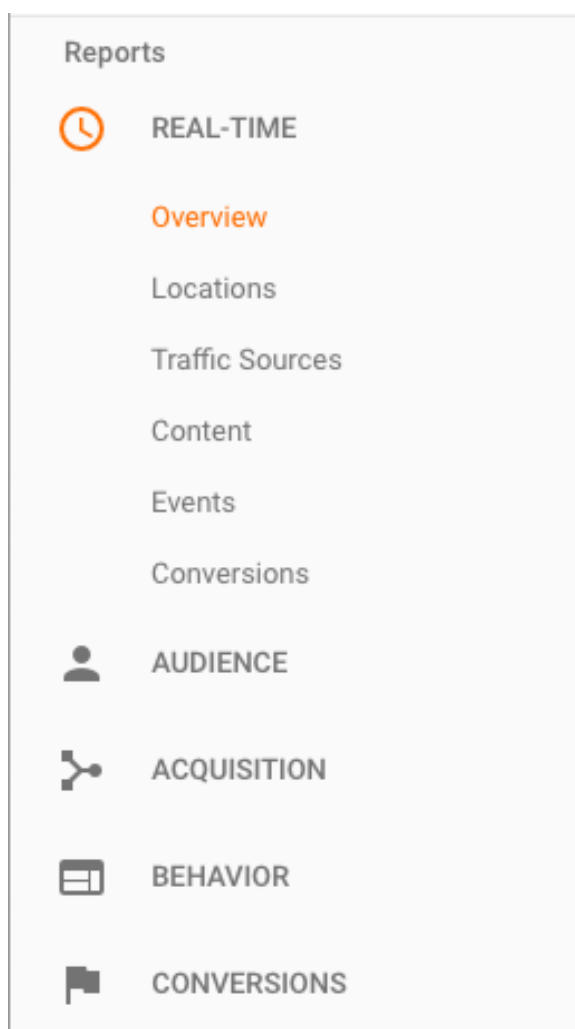 Reports
REAL-TIME
Overview
Locations
Traffic Sources
Content
Events
Conversions
AUDIENCE
ACQUISITION
BEHAVIOR
CONVERSIONS